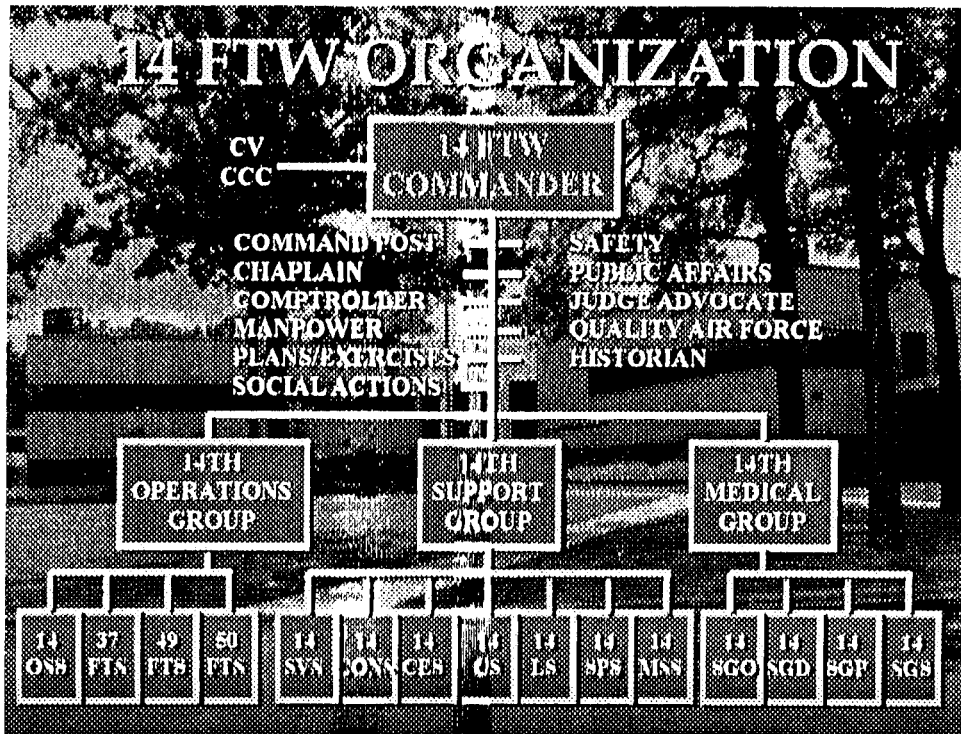 14 FTW ORGANIZATION
CV
CCC
14 FTW
COMMANDER
COMMAND POST
CHAPLAIN
COMPTROLLER
MANPOWER
PLANS/EXERCISES
SOCIAL ACTIONS
SAFETY
PUBLIC AFFAIRS
JUDGE ADVOCATE
QUALITY AIR FORCE
HISTORIAN
14TH
OPERATIONS
GROUP
14TH
SUPPORT
GROUP
14TH
MEDICAL
GROUP
14
OSS
37
FTS
49
FTS
50
FTS
14
SVS
14
CONS
14
CES
14
CS
14
LS
14
SPS
14
MSS
14
SGO
14
SGD
14
SGP
14
SGS